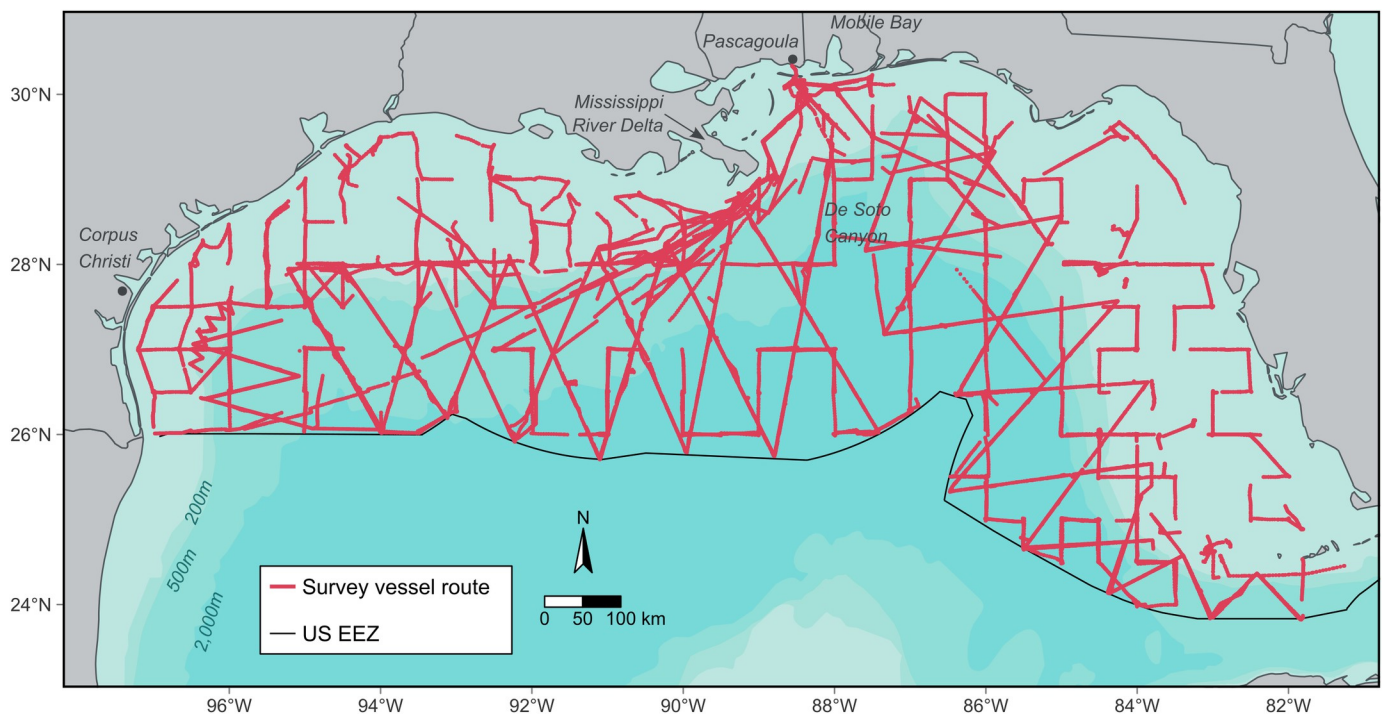 Mobile Bay
Pascagoula
Mississippi
River Delta
De Soto
Canyon
Corpus
Christi
30°N
28°N
26°N
24°N
200m
500m
2,000m
N
0 50 100 km
Survey vessel route
US EEZ
96°W 94°W 92°W 90°W 88°W 86°W 84°W 82°W